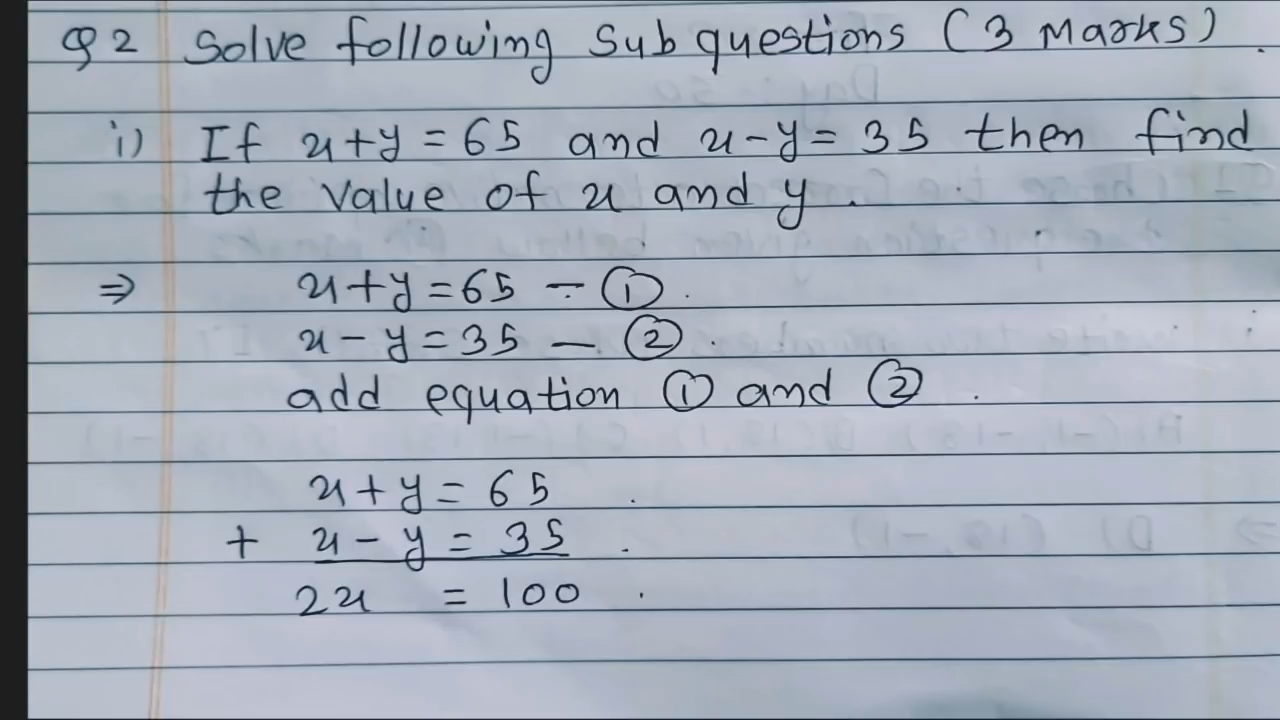 Q2 Solve following Sub questions (3 Marks).
i) If x+y=65 and x-y=35 then find
the value of x and y.
⇒ x+y=65 — ①.
x-y=35 — ②.
add equation ① and ②.
x+y=65.
+ x-y=35.
2x =100.